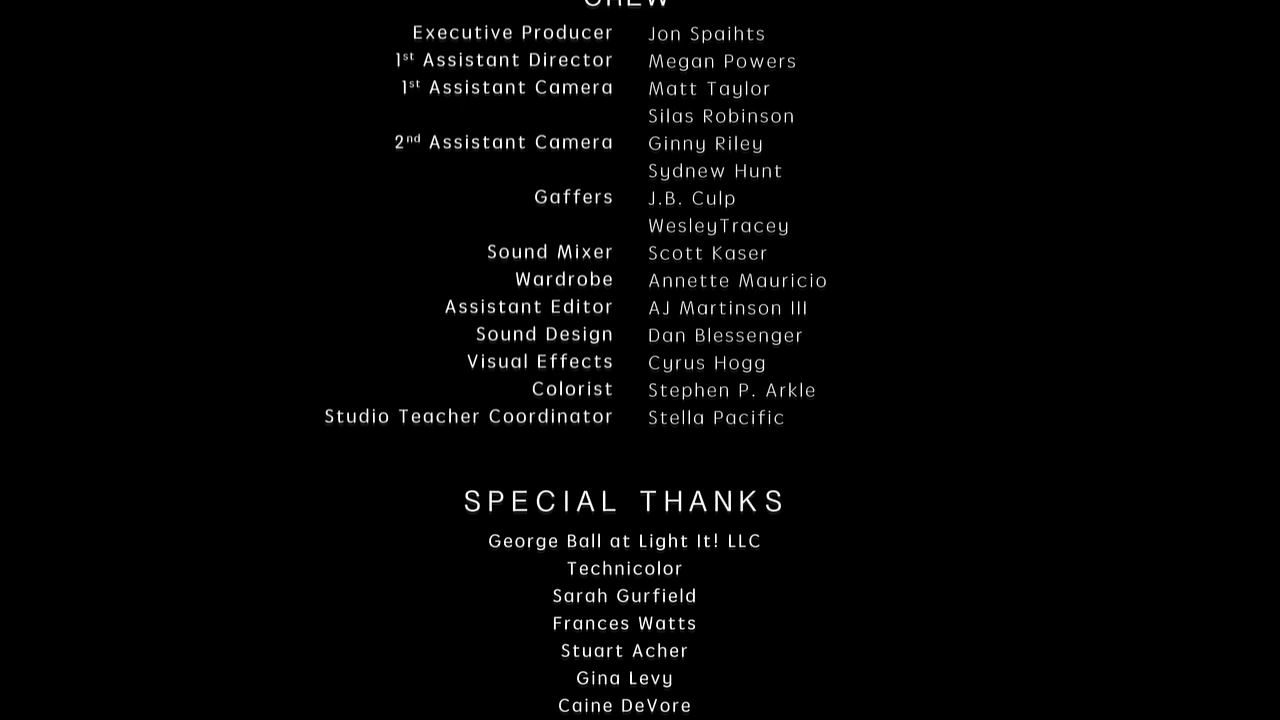 CREW
Executive Producer Jon Spaihts
1st Assistant Director Megan Powers
1st Assistant Camera Matt Taylor
Silas Robinson
2nd Assistant Camera Ginny Riley
Sydnew Hunt
Gaffers J.B. Culp
WesleyTracey
Sound Mixer Scott Kaser
Wardrobe Annette Mauricio
Assistant Editor AJ Martinson III
Sound Design Dan Blessenger
Visual Effects Cyrus Hogg
Colorist Stephen P. Arkle
Studio Teacher Coordinator Stella Pacific
SPECIAL THANKS
George Ball at Light It! LLC
Technicolor
Sarah Gurfield
Frances Watts
Stuart Acher
Gina Levy
Caine DeVore